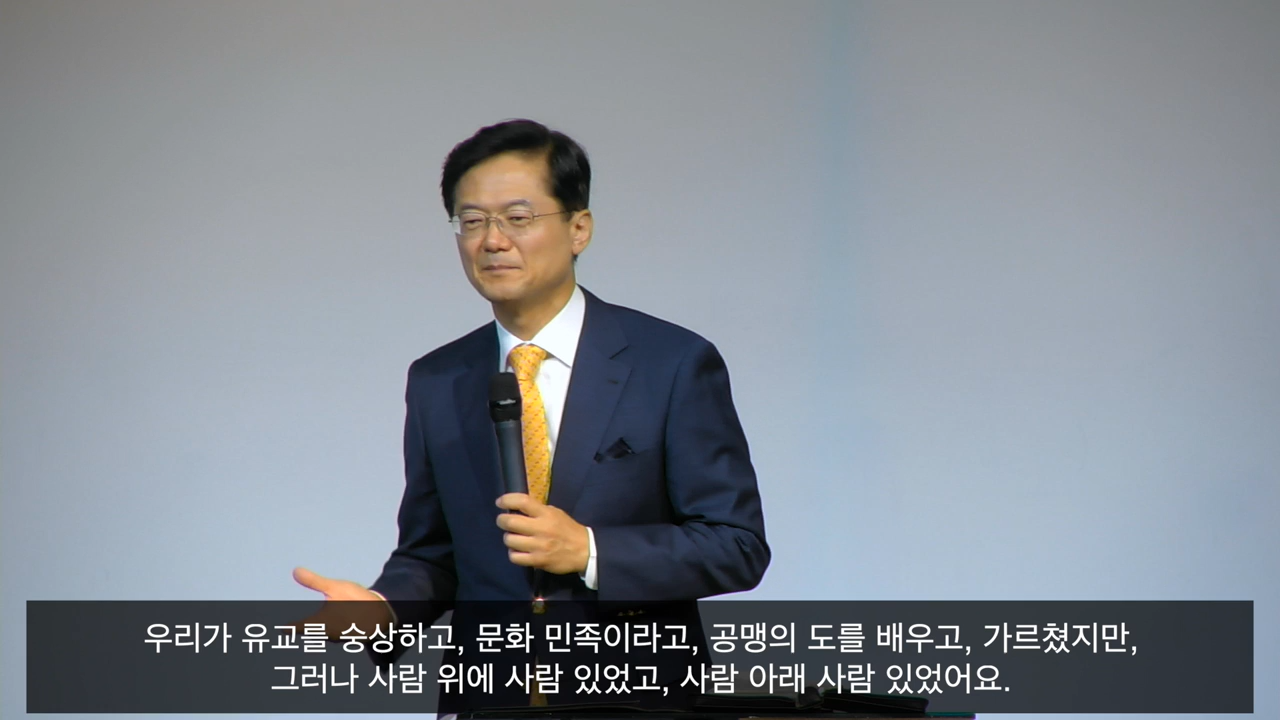 우리가 유교를 숭상하고, 문화 민족이라고, 공맹의 도를 배우고, 가르쳤지만,
그러나 사람 위에 사람 있었고, 사람 아래 사람 있었어요.